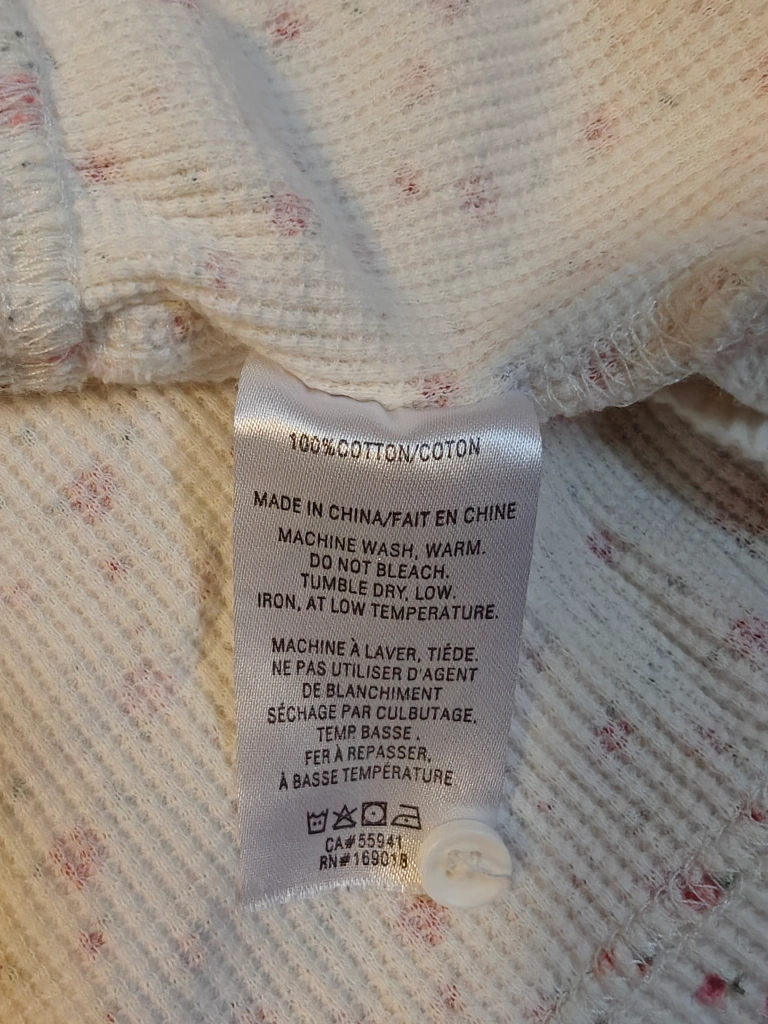 100% COTTON/COTON
MADE IN CHINA/FAIT EN CHINE
MACHINE WASH, WARM.
DO NOT BLEACH.
TUMBLE DRY, LOW.
IRON, AT LOW TEMPERATURE.
MACHINE À LAVER, TIÉDE.
NE PAS UTILISER D'AGENT
DE BLANCHIMENT
SÉCHAGE PAR CULBUTAGE,
TEMP. BASSE.
FER À REPASSER,
À BASSE TEMPÉRATURE
CA#55941
RN#169018